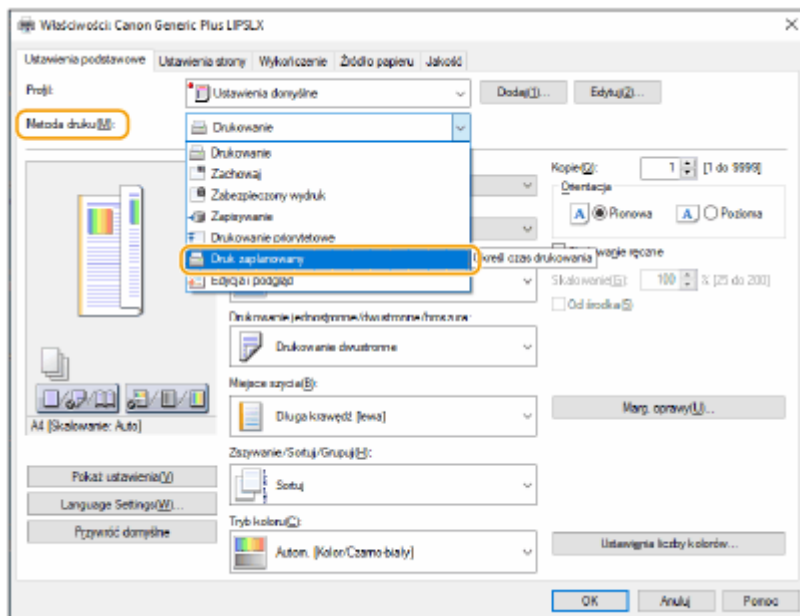 Właściwości: Canon Generic Plus LIPSLX
Ustawienia podstawowe Ustawienia strony Wykończenie Źródło papieru Jakość
Profil: Ustawienia domyślne Dodaj(1)... Edytuj(2)...
Metoda druku(M): Drukowanie
Drukowanie
Zachowaj
Zabezpieczony wydruk
Zapisywanie
Drukowanie priorytetowe
Druk zaplanowany
Określ czas drukowania
Edycja i podgląd
Kopie(Q): 1 [1 do 9999]
Orientacja
A Pionowa A Pozioma
ręczne
Skalowanie(G): 100 % [25 do 200]
Od środka(S)
Drukowanie jednostronne/dwustronne/broszura:
Drukowanie dwustronne
Miejsce szycia(B):
Długa krawędź [lewa]
Marg. oprawy(U)...
A4 [Skalowanie: Auto]
Zszywanie/Sortuj/Grupuj(H):
Sortuj
Pokaż ustawienia(V)
Language Settings(W)...
Przywróć domyślne
Tryb koloru(C):
Autom. [Kolor/Czarno-biały]
Ustawienia liczby kolorów...
OK Anuluj Pomoc